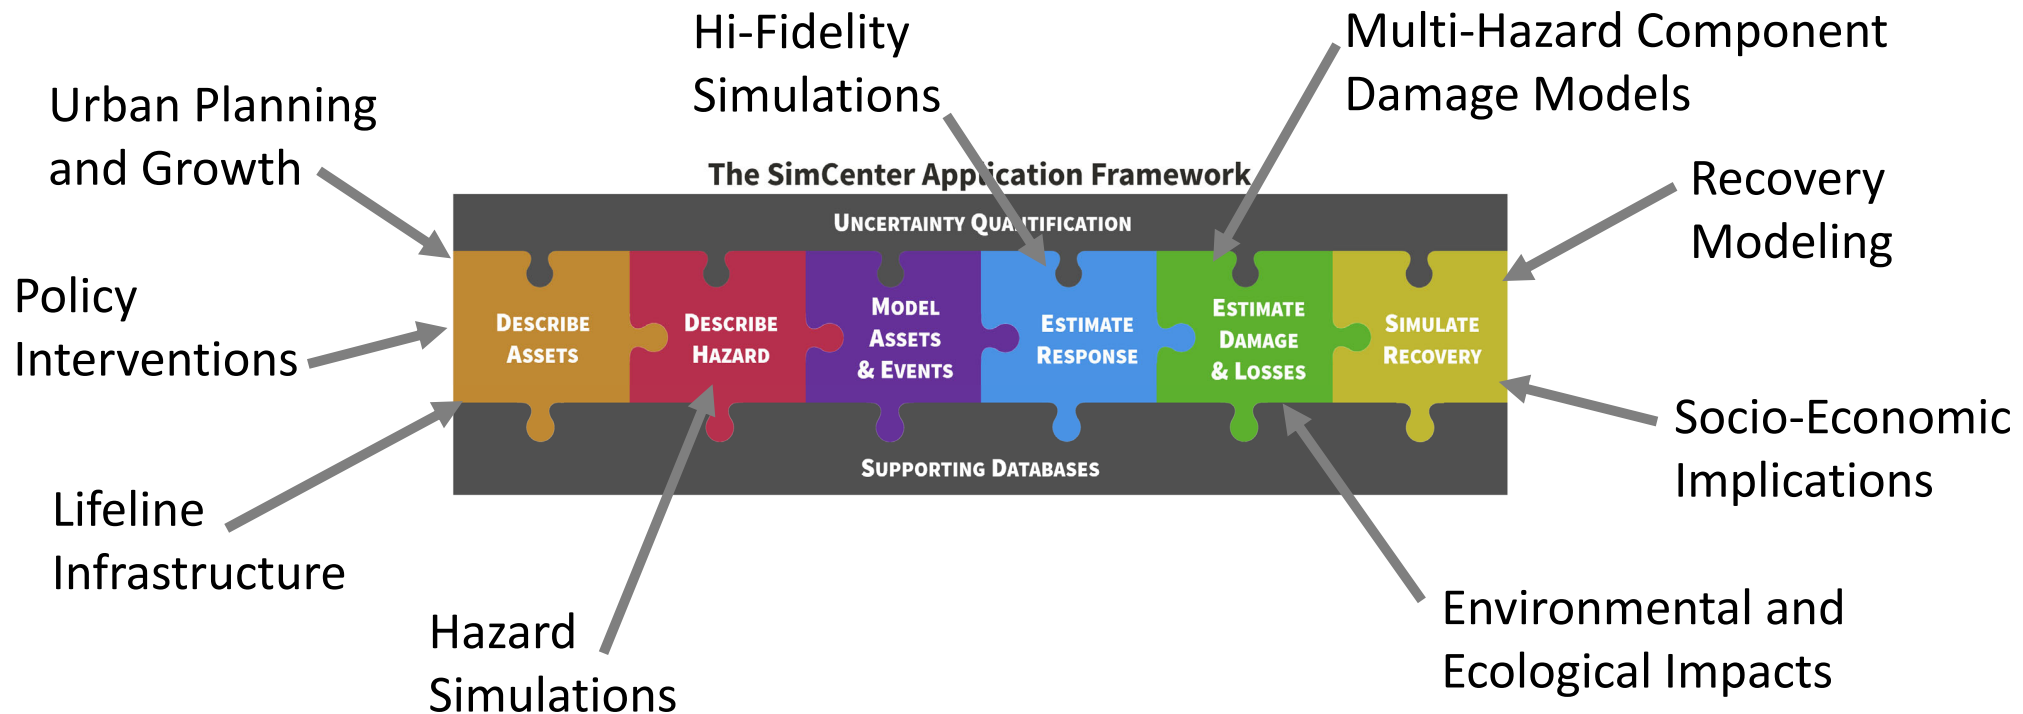 Hi-Fidelity
Simulations
Multi-Hazard Component
Damage Models
Urban Planning
and Growth
The SimCenter Application Framework
Recovery
Modeling
UNCERTAINTY QUANTIFICATION
Policy
Interventions
DESCRIBE
ASSETS
DESCRIBE
HAZARD
MODEL
ASSETS
& EVENTS
ESTIMATE
RESPONSE
ESTIMATE
DAMAGE
& LOSSES
SIMULATE
RECOVERY
Socio-Economic
Implications
SUPPORTING DATABASES
Lifeline
Infrastructure
Hazard
Simulations
Environmental and
Ecological Impacts